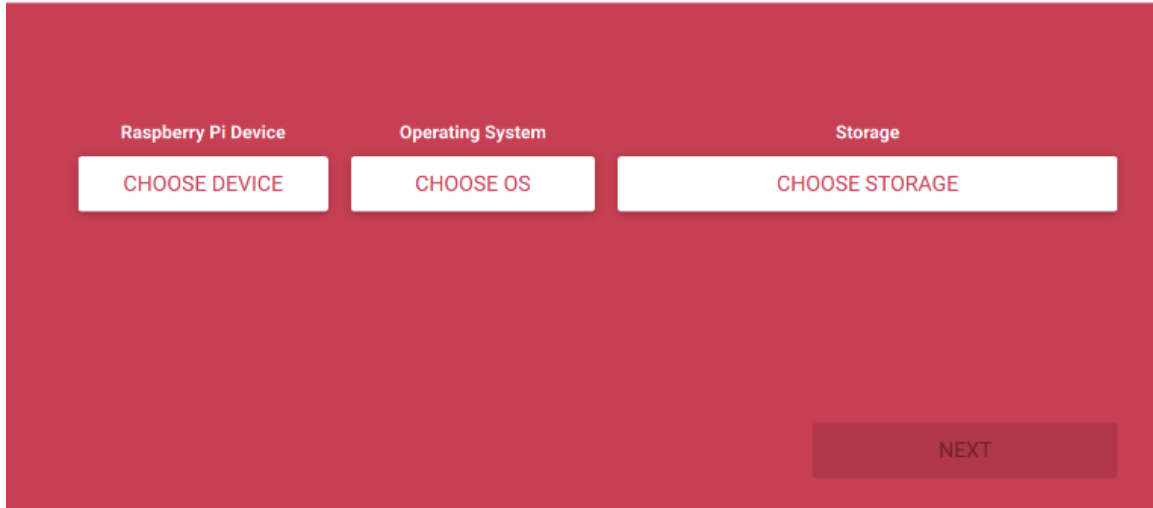 Raspberry Pi Device
Operating System
Storage
CHOOSE DEVICE
CHOOSE OS
CHOOSE STORAGE
NEXT